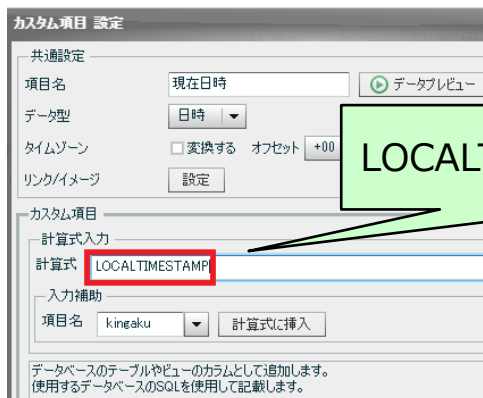 カスタム項目 設定
共通設定
項目名 現在日時 データプレビュー
データ型 日時
タイムゾーン 変換する オフセット +00
リンク/イメージ 設定
LOCALT
カスタム項目
計算式入力
計算式 LOCALTIMESTAMP
入力補助
項目名 kingaku 計算式に挿入
データベースのテーブルやビューのカラムとして追加します。
使用するデータベースのSQLを使用して記載します。